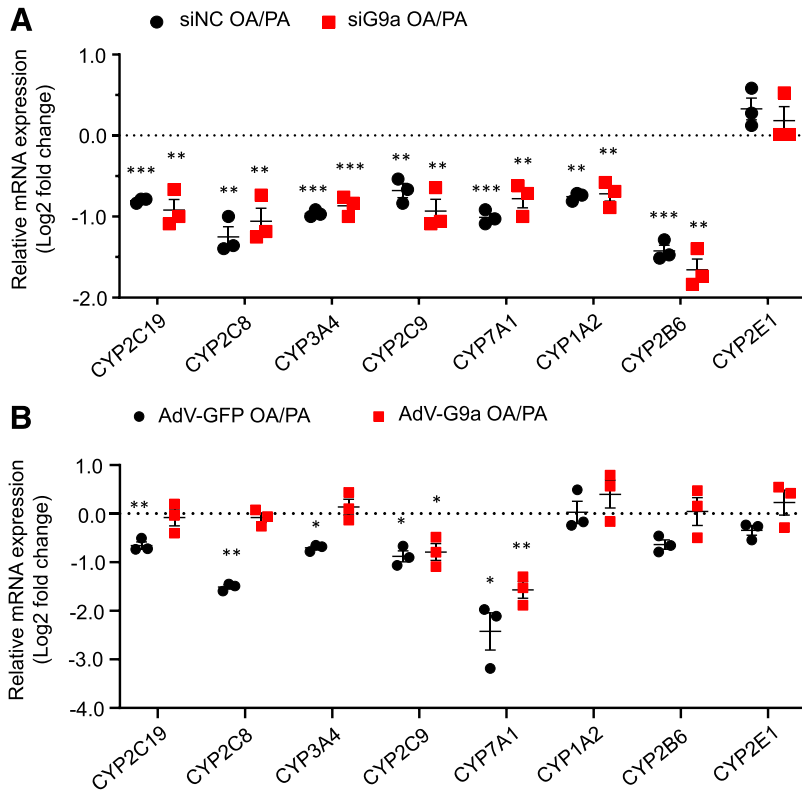 A
siNC OA/PA siG9a OA/PA
Relative mRNA expression
(Log2 fold change)
1.0
0.0
-1.0
-2.0
*** ** ** ** *** *** ** ** *** ** ** ** *** **
CYP2C19 CYP2C8 CYP3A4 CYP2C9 CYP7A1 CYP1A2 CYP2B6 CYP2E1
B
AdV-GFP OA/PA AdV-G9a OA/PA
Relative mRNA expression
(Log2 fold change)
1.0
0.0
-1.0
-2.0
-3.0
-4.0
** ** * * * * **
CYP2C19 CYP2C8 CYP3A4 CYP2C9 CYP7A1 CYP1A2 CYP2B6 CYP2E1